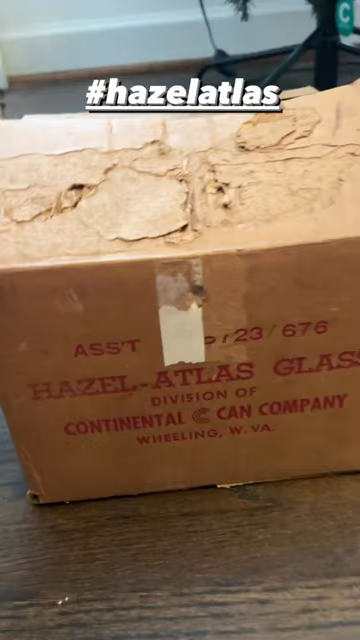 #hazelatlas
C
ASS'T 23/676
HAZEL-ATLAS GLASS
DIVISION OF
CONTINENTAL C CAN COMPANY
WHEELING, W. VA.